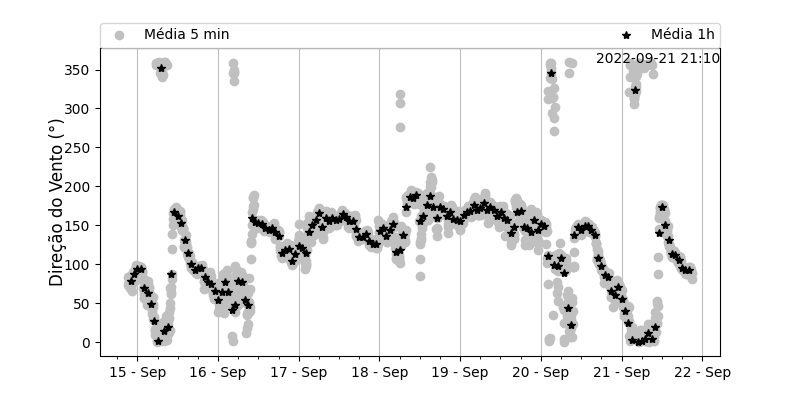 Média 5 min
Média 1h
2022-09-21 21:10
Direção do Vento (°)
350
300
250
200
150
100
50
0
15 - Sep
16 - Sep
17 - Sep
18 - Sep
19 - Sep
20 - Sep
21 - Sep
22 - Sep